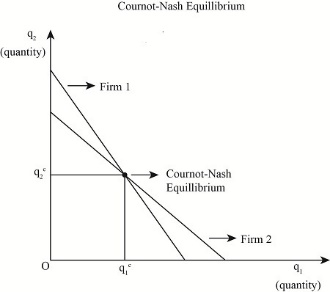 Cournot-Nash Equillibrium
q₂
(quantity)
Firm 1
q₂ᶜ
Cournot-Nash
Equillibrium
Firm 2
O
q₁ᶜ
q₁
(quantity)